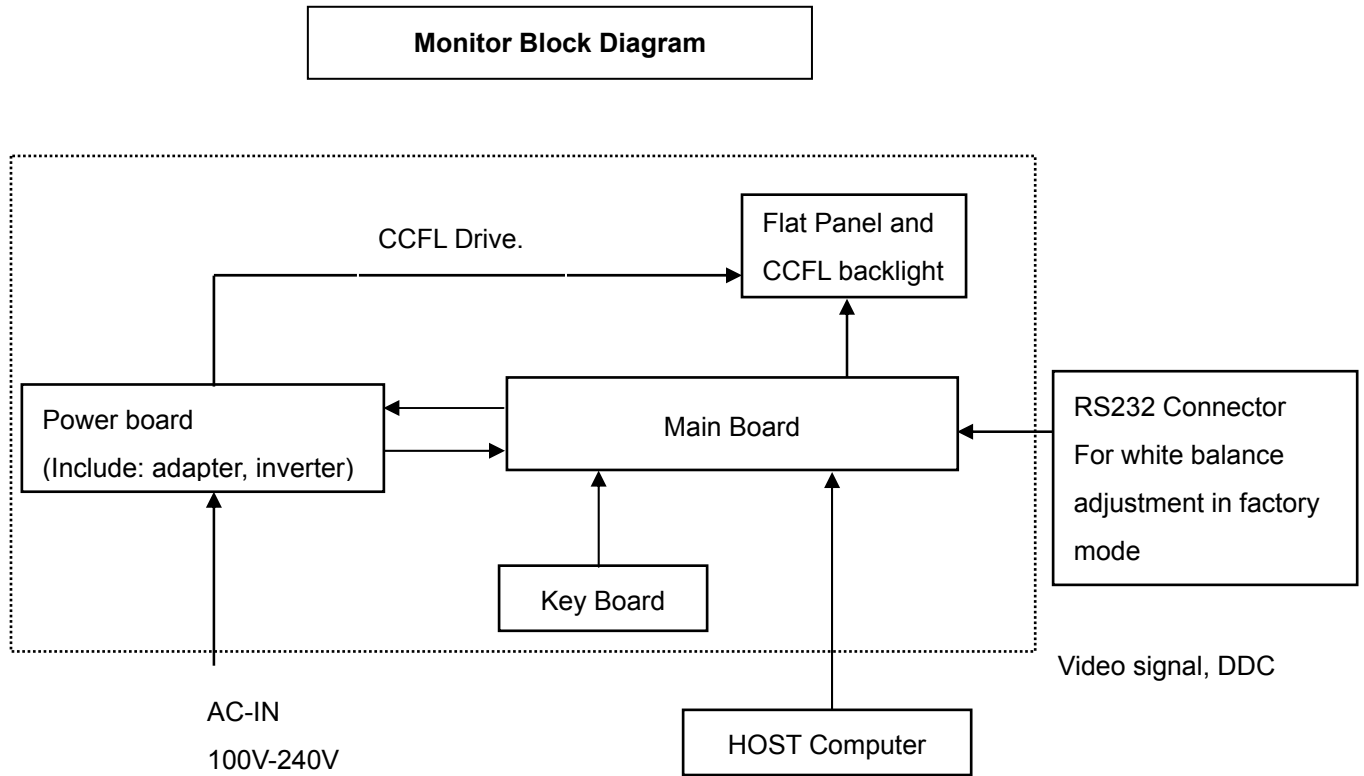 Monitor Block Diagram
CCFL Drive.
Flat Panel and
CCFL backlight
Power board
(Include: adapter, inverter)
Main Board
RS232 Connector
For white balance
adjustment in factory
mode
Key Board
Video signal, DDC
AC-IN
100V-240V
HOST Computer